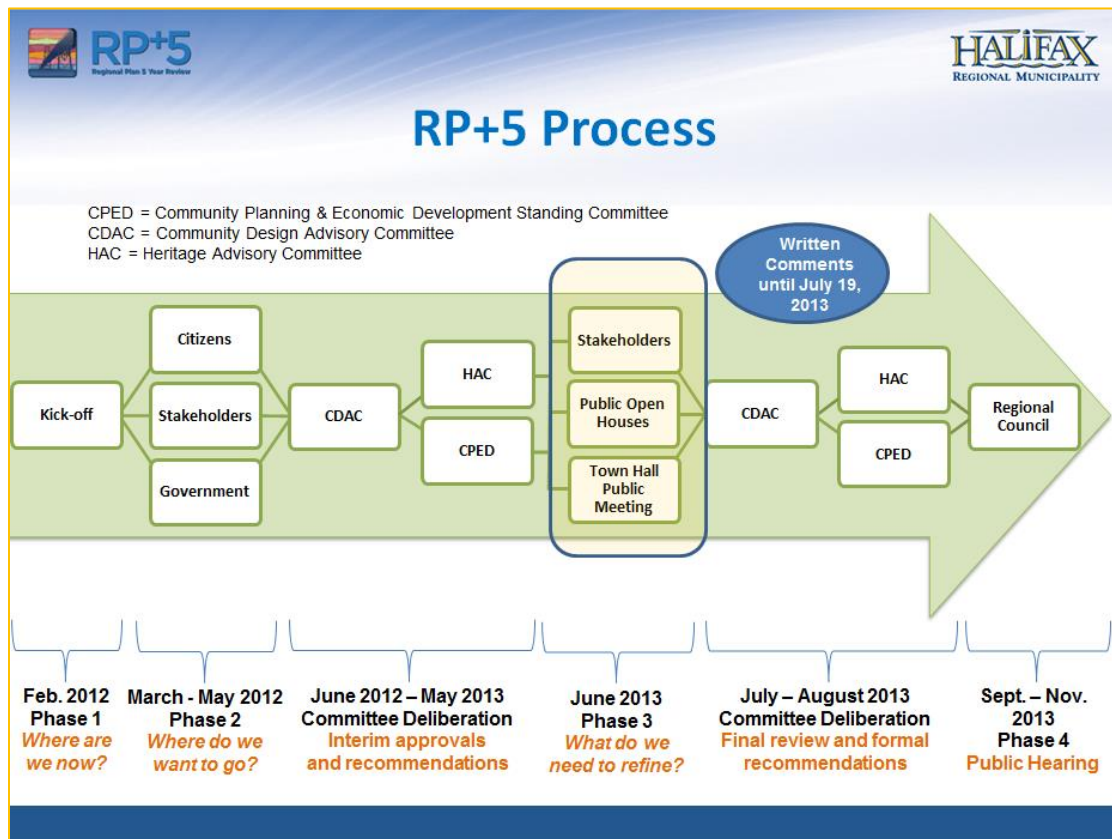 RP+5
Regional Plan 5 Year Review
HALIFAX
REGIONAL MUNICIPALITY
RP+5 Process
CPED = Community Planning & Economic Development Standing Committee
CDAC = Community Design Advisory Committee
HAC = Heritage Advisory Committee
Written
Comments
until July 19,
2013
Kick-off
Citizens
Stakeholders
Government
CDAC
HAC
CPED
Stakeholders
Public Open
Houses
Town Hall
Public
Meeting
CDAC
HAC
CPED
Regional
Council
Feb. 2012
Phase 1
Where are
we now?
March - May 2012
Phase 2
Where do we
want to go?
June 2012 – May 2013
Committee Deliberation
Interim approvals
and recommendations
June 2013
Phase 3
What do we
need to refine?
July – August 2013
Committee Deliberation
Final review and formal
recommendations
Sept. – Nov.
2013
Phase 4
Public Hearing